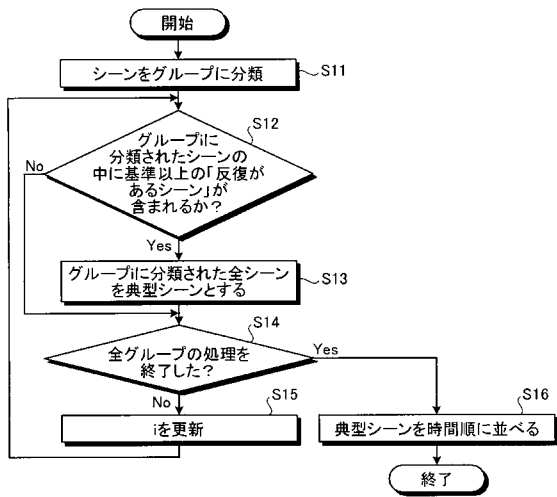 開始
シーンをグループに分類
S11
グループiに
分類されたシーンの
中に基準以上の「反復が
あるシーン」が
含まれるか?
S12
No
Yes
グループiに分類された全シーン
を典型シーンとする
S13
全グループの処理を
終了した?
S14
Yes
No
iを更新
S15
典型シーンを時間順に並べる
S16
終了